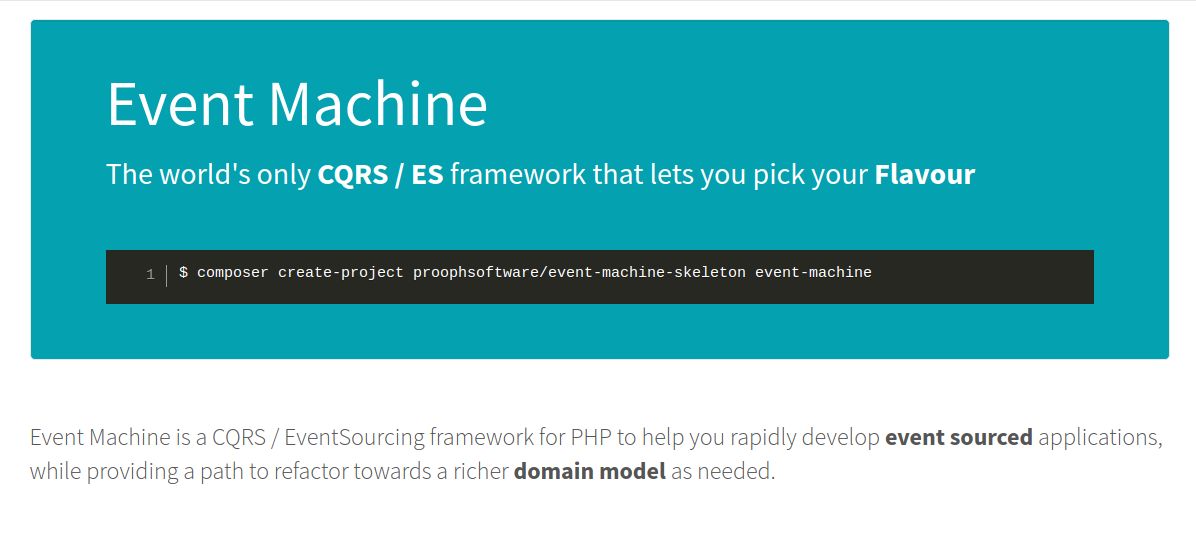 Event Machine
The world's only CQRS / ES framework that lets you pick your Flavour
1 $ composer create-project proophsoftware/event-machine-skeleton event-machine
Event Machine is a CQRS / EventSourcing framework for PHP to help you rapidly develop event sourced applications,
while providing a path to refactor towards a richer domain model as needed.